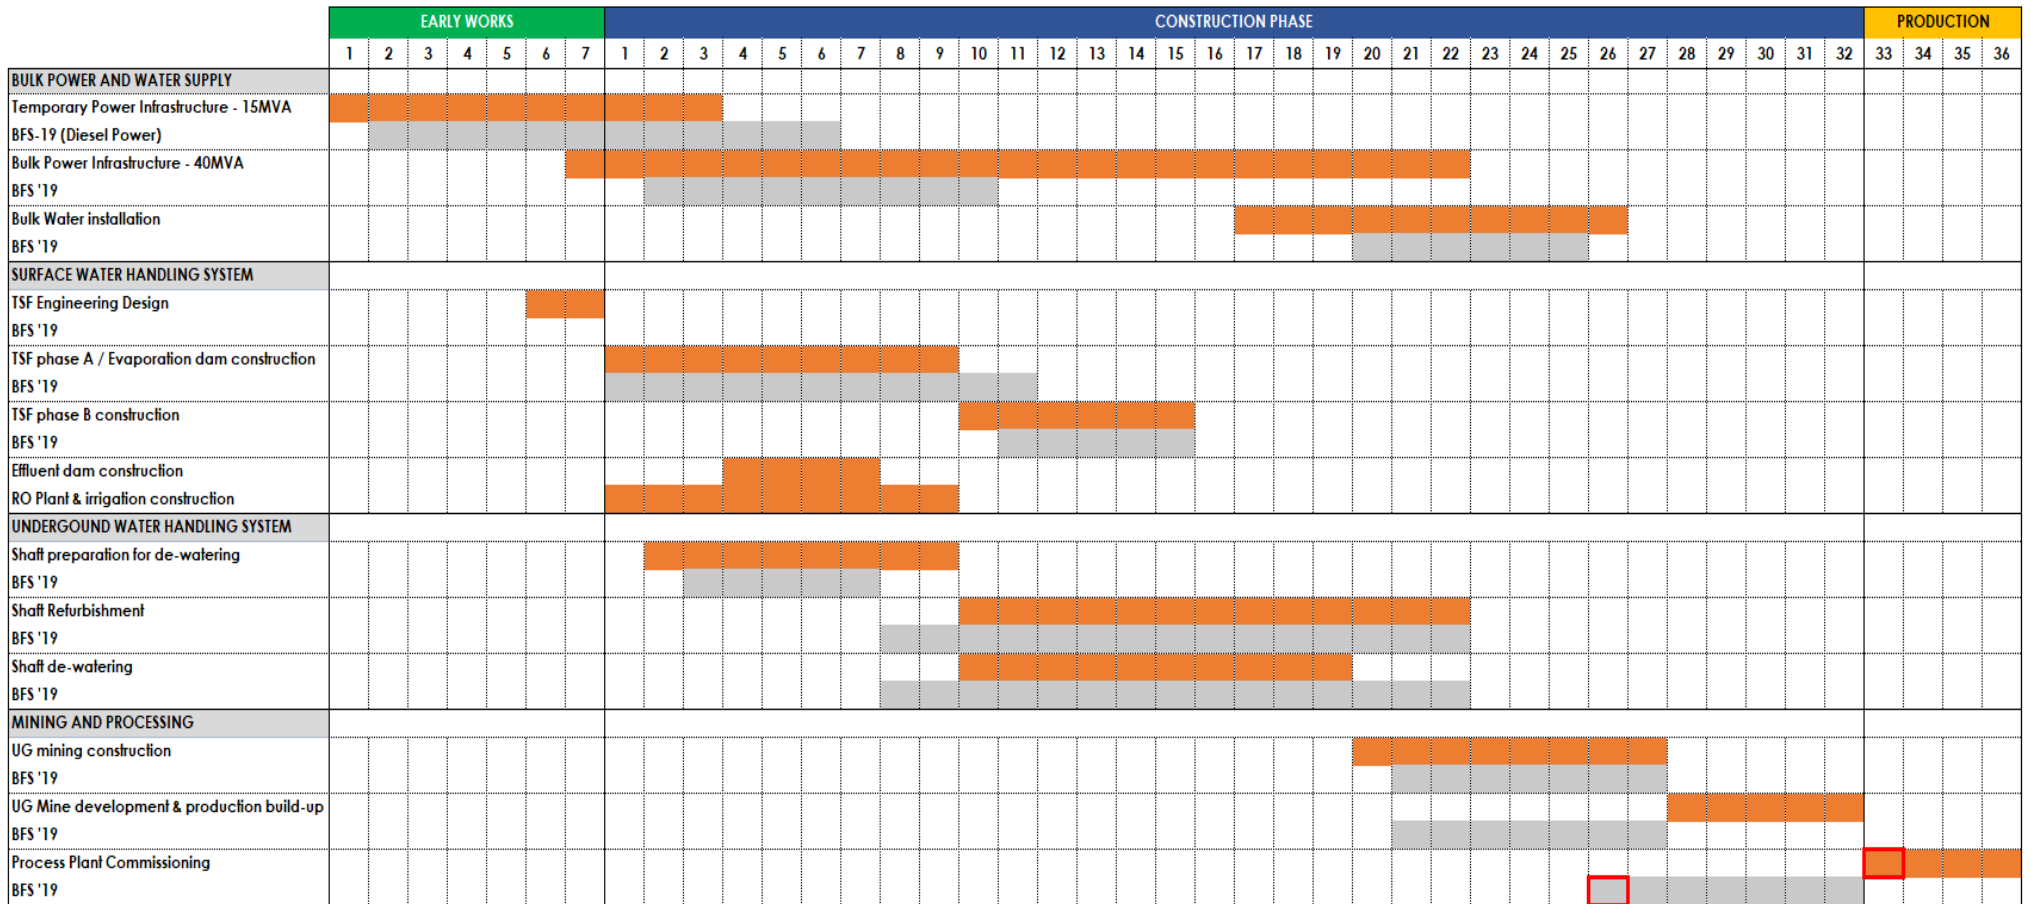 EARLY WORKS CONSTRUCTION PHASE PRODUCTION
1 2 3 4 5 6 7 1 2 3 4 5 6 7 8 9 10 11 12 13 14 15 16 17 18 19 20 21 22 23 24 25 26 27 28 29 30 31 32 33 34 35 36
BULK POWER AND WATER SUPPLY
Temporary Power Infrastructure - 15MVA
BFS-19 (Diesel Power)
Bulk Power Infrastructure - 40MVA
BFS '19
Bulk Water installation
BFS '19
SURFACE WATER HANDLING SYSTEM
TSF Engineering Design
BFS '19
TSF phase A / Evaporation dam construction
BFS '19
TSF phase B construction
BFS '19
Effluent dam construction
RO Plant & irrigation construction
UNDERGOUND WATER HANDLING SYSTEM
Shaft preparation for de-watering
BFS '19
Shaft Refurbishment
BFS '19
Shaft de-watering
BFS '19
MINING AND PROCESSING
UG mining construction
BFS '19
UG Mine development & production build-up
BFS '19
Process Plant Commissioning
BFS '19